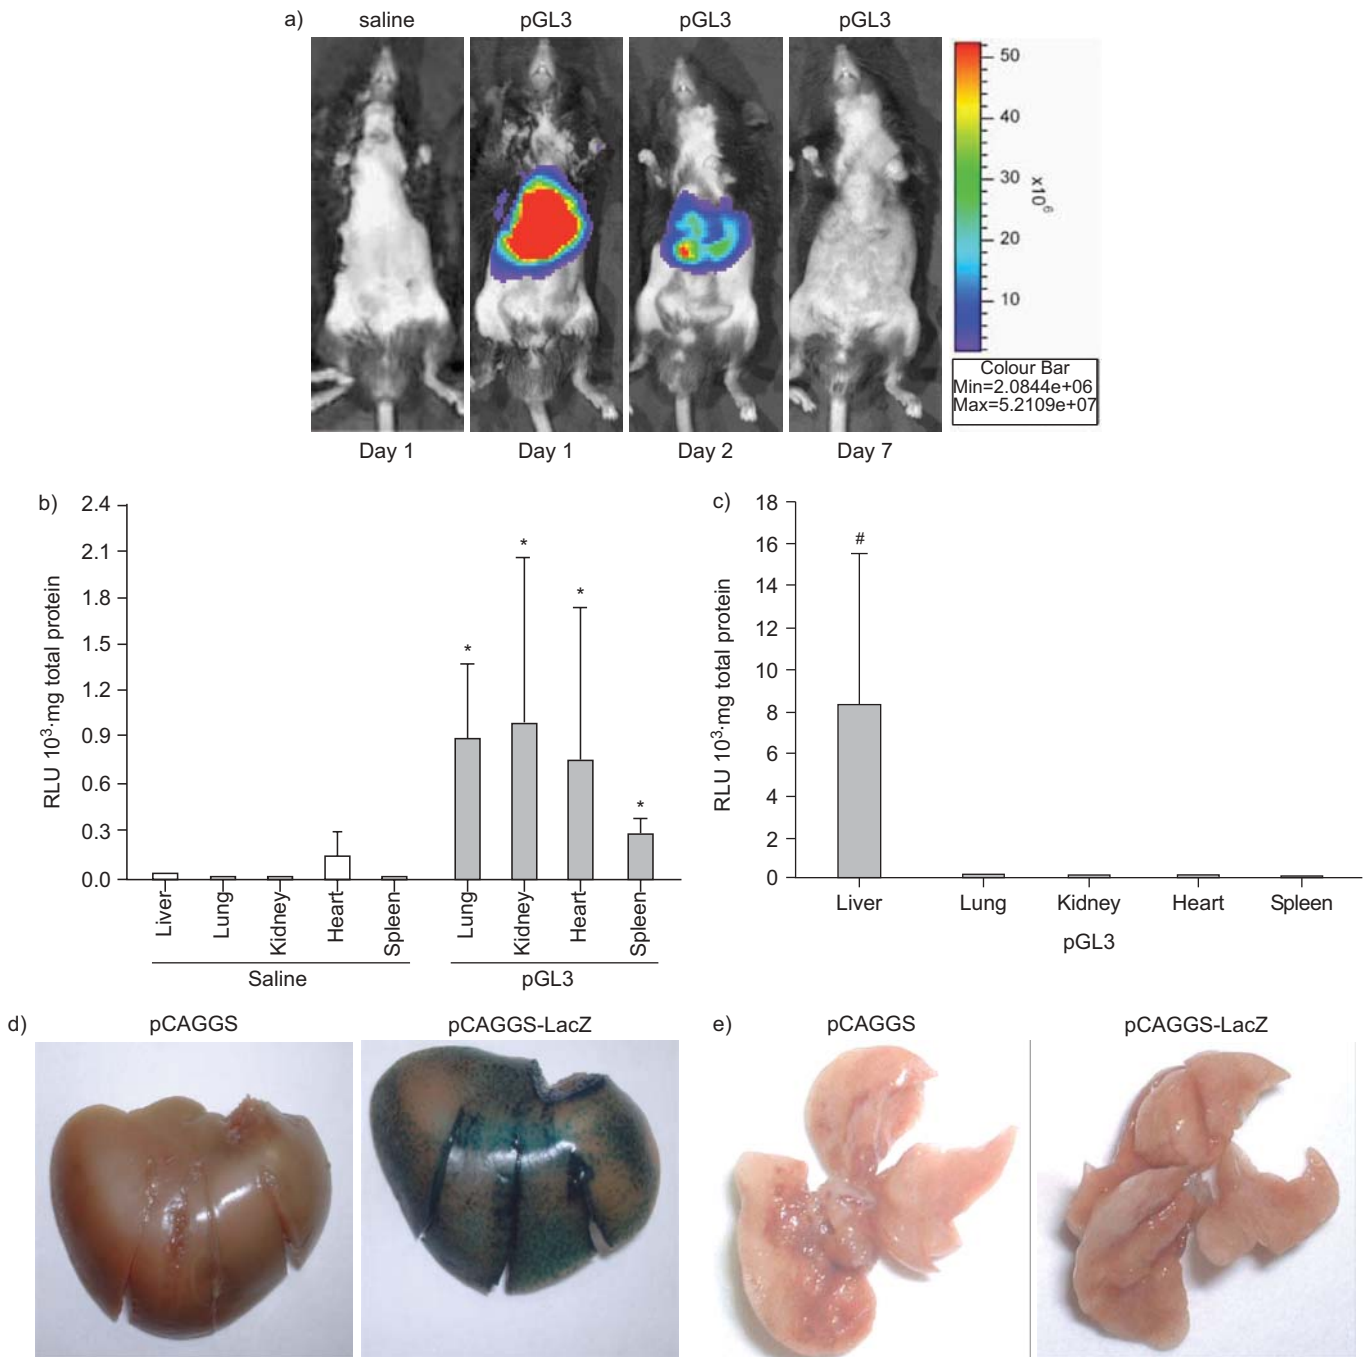 a) saline pGL3 pGL3 pGL3
50
40
30
20
10
x10⁶
Colour Bar
Min=2.0844e+06
Max=5.2109e+07
Day 1 Day 1 Day 2 Day 7
b)
RLU 10³·mg total protein
2.4
2.1
1.8
1.5
1.2
0.9
0.6
0.3
0.0
* * * *
Liver Lung Kidney Heart Spleen Lung Kidney Heart Spleen
Saline pGL3
c)
RLU 10³·mg total protein
18
16
14
12
10
8
6
4
2
0
#
Liver Lung Kidney Heart Spleen
pGL3
d) pCAGGS pCAGGS-LacZ
e) pCAGGS pCAGGS-LacZ